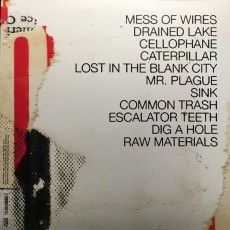 MESS OF WIRES
DRAINED LAKE
CELLOPHANE
CATERPILLAR
LOST IN THE BLANK CITY
MR. PLAGUE
SINK
COMMON TRASH
ESCALATOR TEETH
DIG A HOLE
RAW MATERIALS